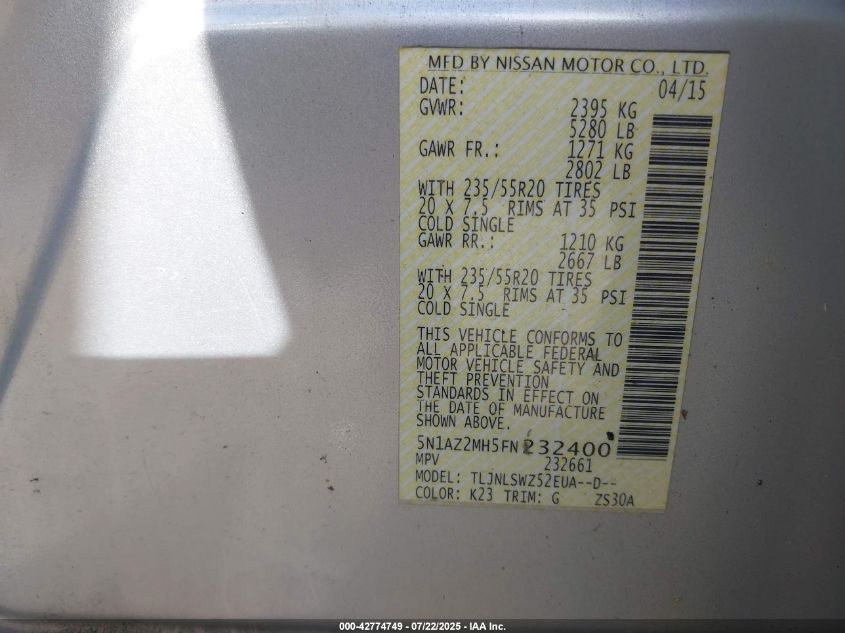 MFD BY NISSAN MOTOR CO., LTD.
DATE: 04/15
GVWR: 2395 KG
5280 LB
GAWR FR.: 1271 KG
2802 LB
WITH 235/55R20 TIRES
20 X 7.5 RIMS AT 35 PSI
COLD SINGLE
GAWR RR.: 1210 KG
2667 LB
WITH 235/55R20 TIRES
20 X 7.5 RIMS AT 35 PSI
COLD SINGLE
THIS VEHICLE CONFORMS TO
ALL APPLICABLE FEDERAL
MOTOR VEHICLE SAFETY AND
THEFT PREVENTION
STANDARDS IN EFFECT ON
THE DATE OF MANUFACTURE
SHOWN ABOVE.
5N1AZ2MH5FN232400
MPV 232661
MODEL: TLJNLSWZ52EUA--D--
COLOR: K23 TRIM: G ZS30A
000-42774749 - 07/22/2025 - IAA Inc.